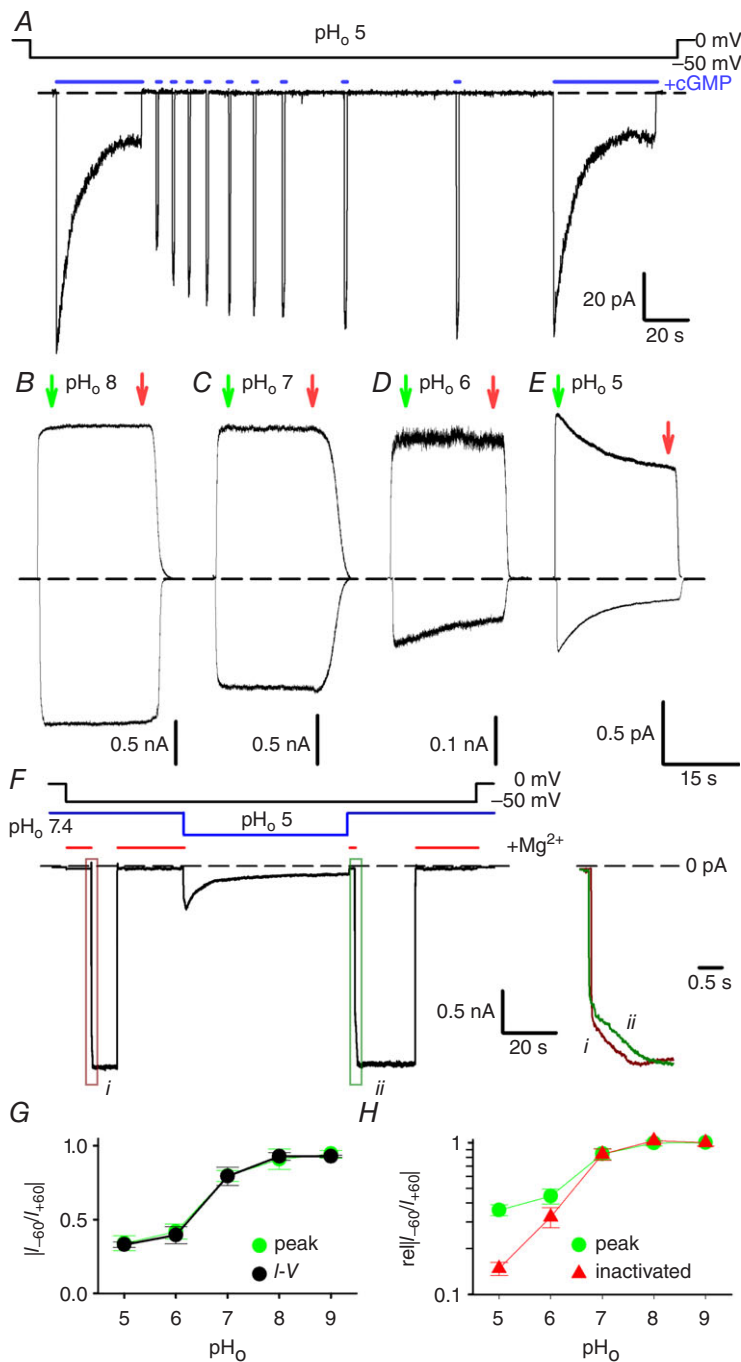 A
pHo 5
0 mV
−50 mV
+cGMP
20 pA
20 s
B pHo 8
C pHo 7
D pHo 6
E pHo 5
0.5 nA
0.5 nA
0.1 nA
0.5 pA
15 s
F
0 mV
−50 mV
pHo 7.4
pHo 5
+Mg2+
0 pA
0.5 s
0.5 nA
20 s
i
ii
i
ii
G
|I−60/I+60|
1.0
0.5
0.0
peak
I-V
5 6 7 8 9
pHo
H
rel|I−60/I+60|
1
0.1
peak
inactivated
5 6 7 8 9
pHo